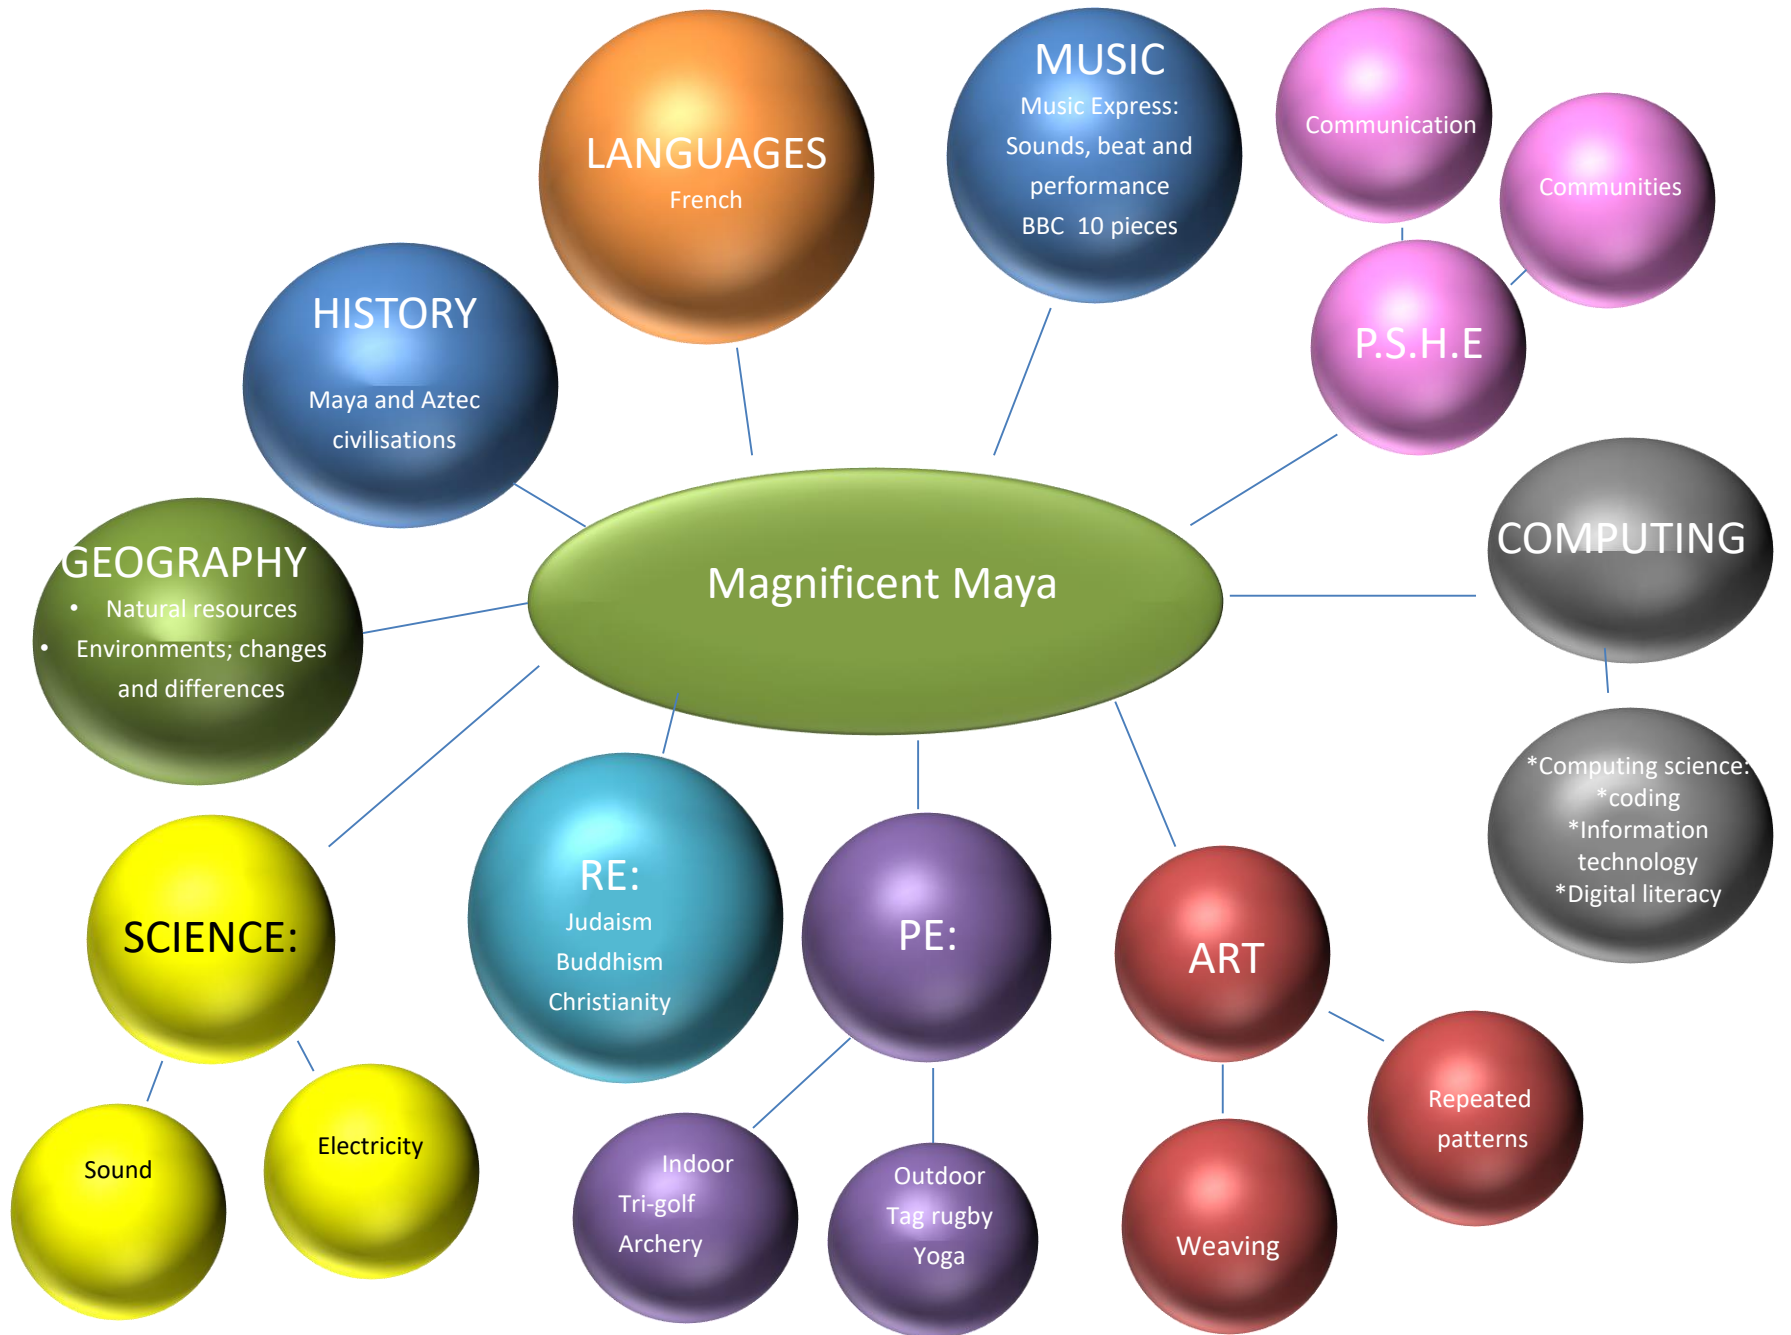 LANGUAGES
French
MUSIC
Music Express:
Sounds, beat and
performance
BBC  10 pieces
Communication
Communities
P.S.H.E
HISTORY
Maya and Aztec
civilisations
GEOGRAPHY
• Natural resources
• Environments; changes
and differences
Magnificent Maya
COMPUTING
*Computing science:
*coding
*Information
technology
*Digital literacy
SCIENCE:
Sound
Electricity
RE:
Judaism
Buddhism
Christianity
PE:
Indoor
Tri-golf
Archery
Outdoor
Tag rugby
Yoga
ART
Weaving
Repeated
patterns